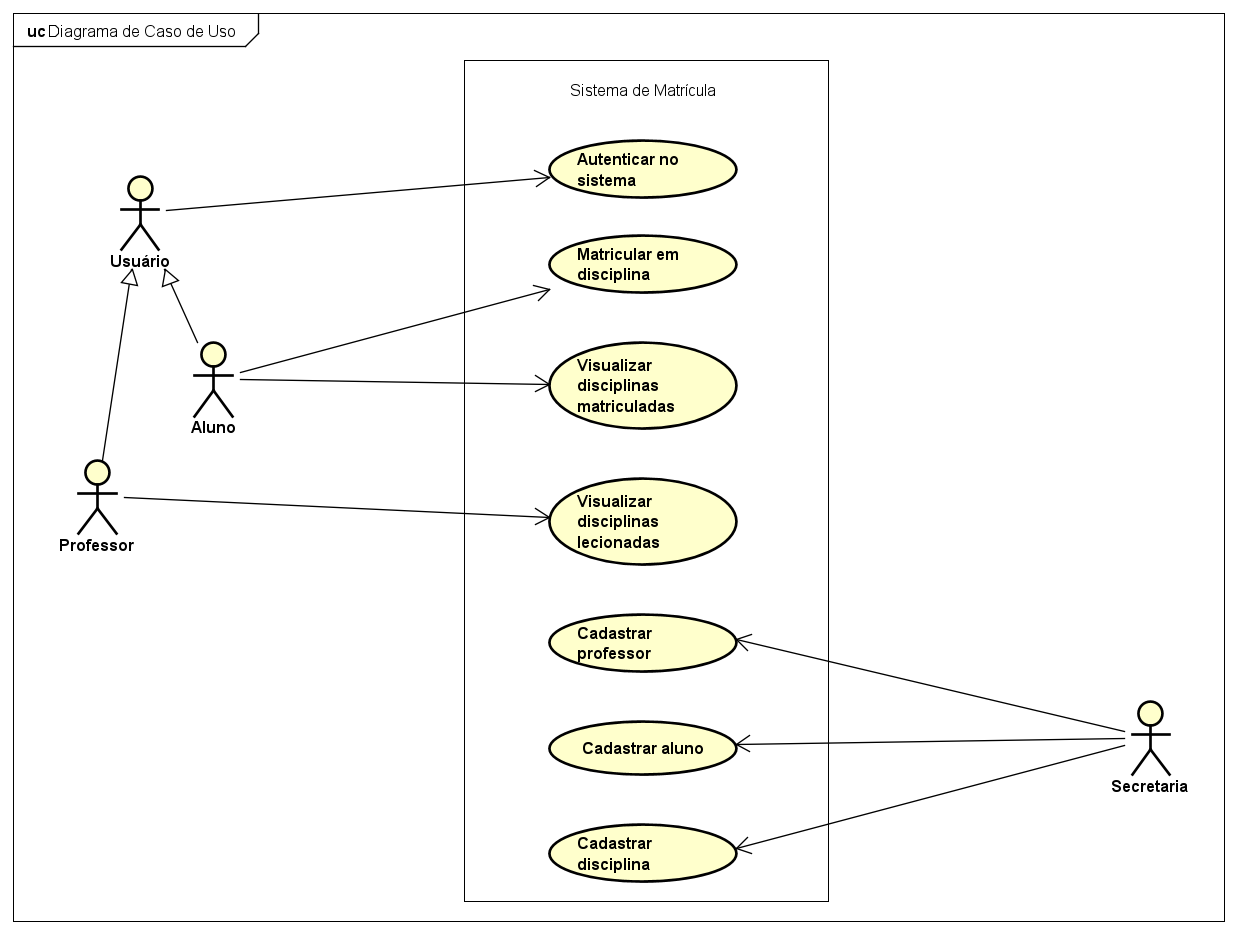 uc Diagrama de Caso de Uso
Sistema de Matrícula
Autenticar no
sistema
Usuário
Matricular em
disciplina
Visualizar
disciplinas
matriculadas
Aluno
Visualizar
disciplinas
lecionadas
Professor
Cadastrar
professor
Cadastrar aluno
Secretaria
Cadastrar
disciplina